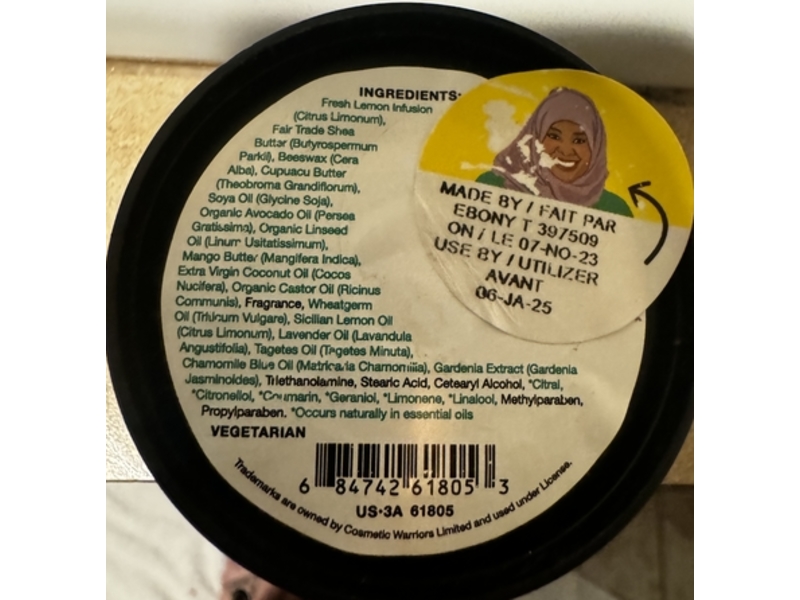 INGREDIENTS:
Fresh Lemon Infusion
(Citrus Limonum),
Fair Trade Shea
Butter (Butyrospermum
Parkii), Beeswax (Cera
Alba), Cupuacu Butter
(Theobroma Grandiflorum),
Soya Oil (Glycine Soja),
Organic Avocado Oil (Persea
Gratissima), Organic Linseed
Oil (Linum Usitatissimum),
Mango Butter (Mangifera Indica),
Extra Virgin Coconut Oil (Cocos
Nucifera), Organic Castor Oil (Ricinus
Communis), Fragrance, Wheatgerm
Oil (Triticum Vulgare), Sicilian Lemon Oil
(Citrus Limonum), Lavender Oil (Lavandula
Angustifolia), Tagetes Oil (Tagetes Minuta),
Chamomile Blue Oil (Matricaria Chamomilla), Gardenia Extract (Gardenia
Jasminoides), Triethanolamine, Stearic Acid, Cetearyl Alcohol, *Citral,
*Citronellol, *Coumarin, *Geraniol, *Limonene, *Linalool, Methylparaben,
Propylparaben. *Occurs naturally in essential oils
VEGETARIAN
6 84742 61805 3
US•3A 61805
Trademarks are owned by Cosmetic Warriors Limited and used under License.
MADE BY / FAIT PAR
EBONY T 397509
ON / LE 07-NO-23
USE BY / UTILIZER
AVANT
06-JA-25